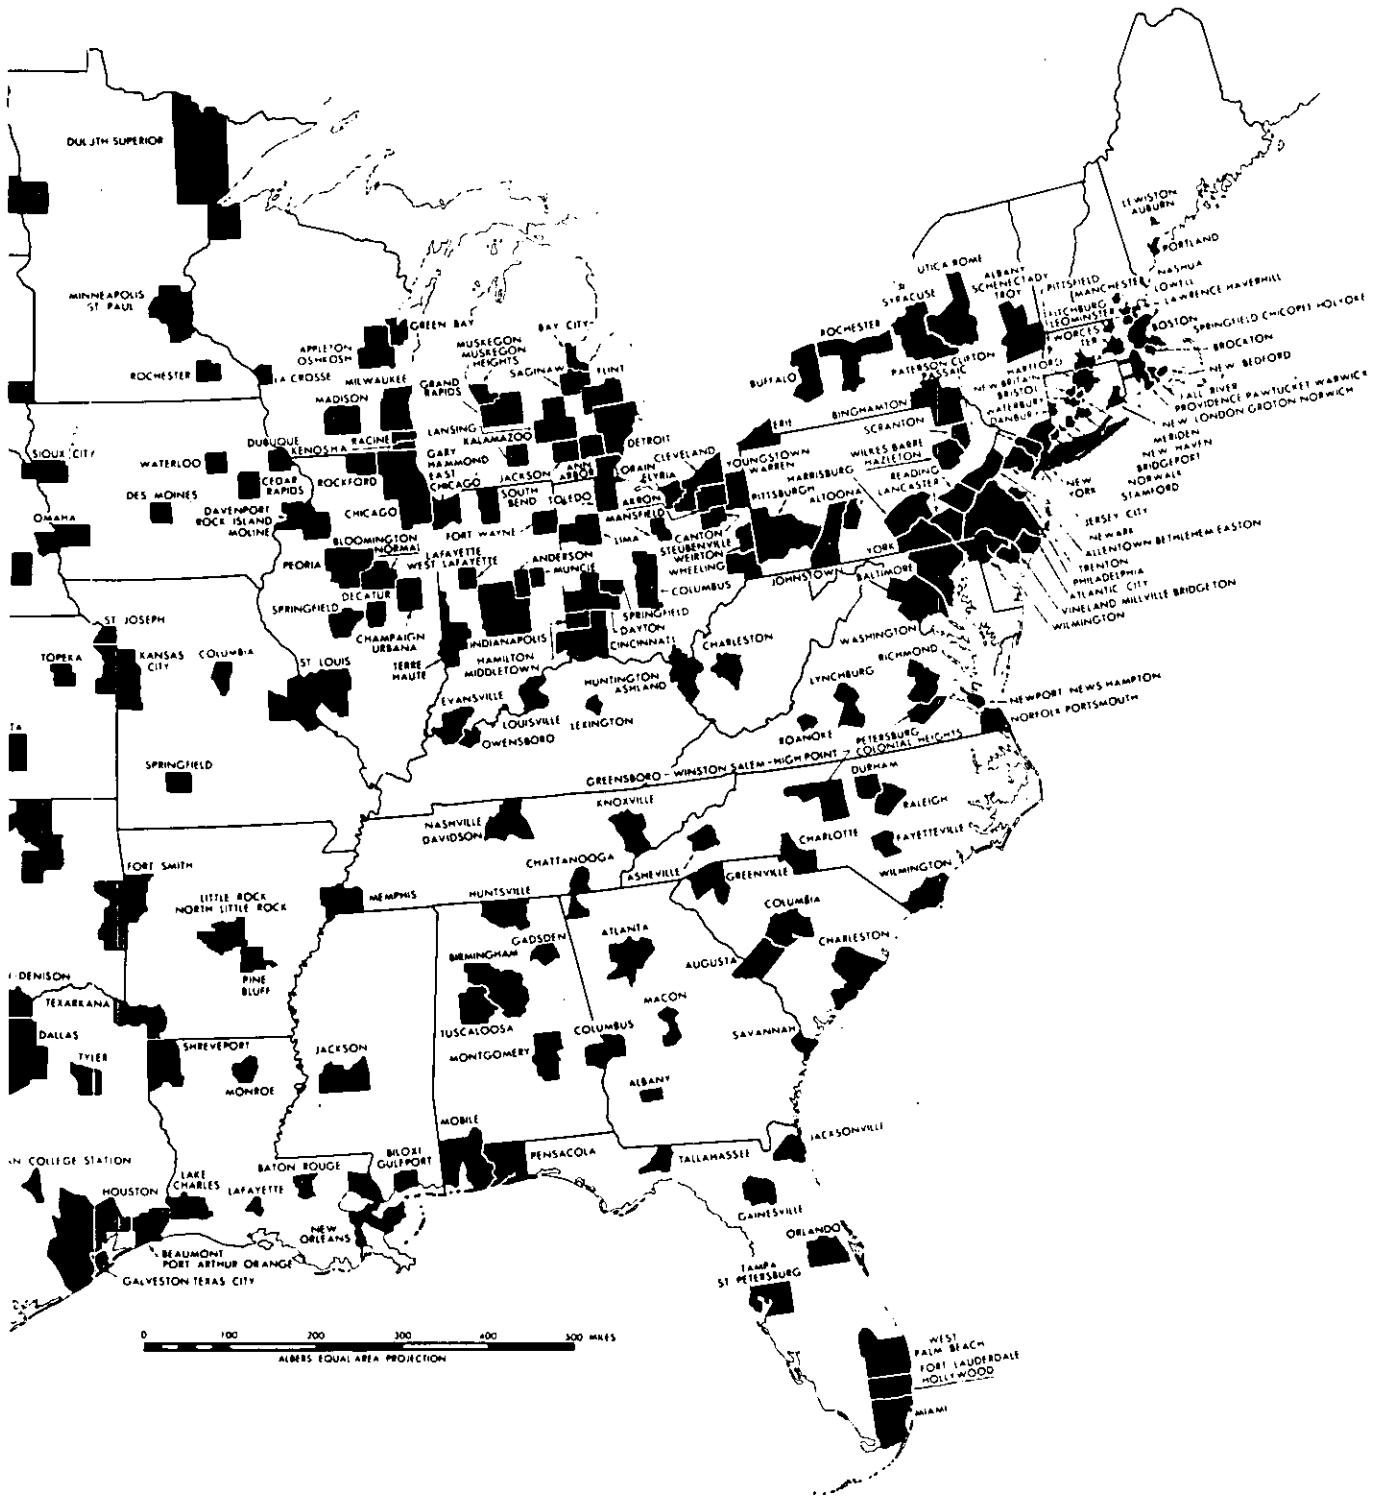 DULUTH SUPERIOR
MINNEAPOLIS
ST PAUL
ROCHESTER
LA CROSSE
APPLETON
OSHKOSH
GREEN BAY
MILWAUKEE
MADISON
RACINE
KENOSHA
DUBUQUE
WATERLOO
CEDAR
RAPIDS
DES MOINES
SIOUX CITY
OMAHA
DAVENPORT
ROCK ISLAND
MOLINE
ROCKFORD
CHICAGO
GARY
HAMMOND
EAST
CHICAGO
MUSKEGON
MUSKEGON
HEIGHTS
GRAND
RAPIDS
BAY CITY
SAGINAW
FLINT
LANSING
KALAMAZOO
JACKSON
ANN
ARBOR
DETROIT
SOUTH
BEND
TOLEDO
LORAIN
ELYRIA
CLEVELAND
AKRON
MANSFIELD
FORT WAYNE
LIMA
CANTON
STEUBENVILLE
WEIRTON
WHEELING
YOUNGSTOWN
WARREN
ERIE
PITTSBURGH
ALTOONA
JOHNSTOWN
HARRISBURG
READING
LANCASTER
YORK
WILKES BARRE
HAZLETON
SCRANTON
BINGHAMTON
BUFFALO
ROCHESTER
SYRACUSE
UTICA ROME
ALBANY
SCHENECTADY
TROY
PATERSON CLIFTON
PASSAIC
LEWISTON
AUBURN
PORTLAND
PITTSFIELD
MANCHESTER
NASHUA
LOWELL
LAWRENCE HAVERHILL
FITCHBURG
LEOMINSTER
WORCES
TER
BOSTON
SPRINGFIELD CHICOPEE HOLYOKE
BROCKTON
NEW BEDFORD
FALL
RIVER
PROVIDENCE PAWTUCKET WARWICK
NEW LONDON GROTON NORWICH
HARTFORD
NEW BRITAIN
BRISTOL
WATERBURY
DANBURY
MERIDEN
NEW HAVEN
BRIDGEPORT
NORWALK
STAMFORD
NEW
YORK
JERSEY CITY
NEWARK
ALLENTOWN BETHLEHEM EASTON
TRENTON
PHILADELPHIA
ATLANTIC CITY
VINELAND MILLVILLE BRIDGETON
WILMINGTON
BALTIMORE
WASHINGTON
PEORIA
BLOOMINGTON
NORMAL
LAFAYETTE
WEST LAFAYETTE
ANDERSON
MUNCIE
DECATUR
SPRINGFIELD
CHAMPAIGN
URBANA
TERRE
HAUTE
INDIANAPOLIS
HAMILTON
MIDDLETOWN
COLUMBUS
SPRINGFIELD
DAYTON
CINCINNATI
ST JOSEPH
TOPEKA
KANSAS
CITY
COLUMBIA
ST LOUIS
SPRINGFIELD
EVANSVILLE
OWENSBORO
LOUISVILLE
LEXINGTON
HUNTINGTON
ASHLAND
CHARLESTON
RICHMOND
LYNCHBURG
ROANOKE
PETERSBURG
COLONIAL HEIGHTS
NEWPORT NEWS HAMPTON
NORFOLK PORTSMOUTH
GREENSBORO - WINSTON SALEM - HIGH POINT
DURHAM
RALEIGH
KNOXVILLE
NASHVILLE
DAVIDSON
CHATTANOOGA
ASHEVILLE
CHARLOTTE
FAYETTEVILLE
WILMINGTON
GREENVILLE
FORT SMITH
LITTLE ROCK
NORTH LITTLE ROCK
PINE
BLUFF
MEMPHIS
HUNTSVILLE
GADSDEN
BIRMINGHAM
TUSCALOOSA
MONTGOMERY
ATLANTA
AUGUSTA
COLUMBIA
CHARLESTON
MACON
COLUMBUS
SAVANNAH
ALBANY
DENISON
TEXARKANA
DALLAS
TYLER
SHREVEPORT
MONROE
JACKSON
MOBILE
PENSACOLA
TALLAHASSEE
JACKSONVILLE
COLLEGE STATION
HOUSTON
LAKE
CHARLES
LAFAYETTE
BATON ROUGE
BILOXI
GULFPORT
NEW
ORLEANS
BEAUMONT
PORT ARTHUR ORANGE
GALVESTON TEXAS CITY
GAINESVILLE
ORLANDO
TAMPA
ST PETERSBURG
WEST
PALM BEACH
FORT LAUDERDALE
HOLLYWOOD
MIAMI
0 100 200 300 400 500 MILES
ALBERS EQUAL AREA PROJECTION